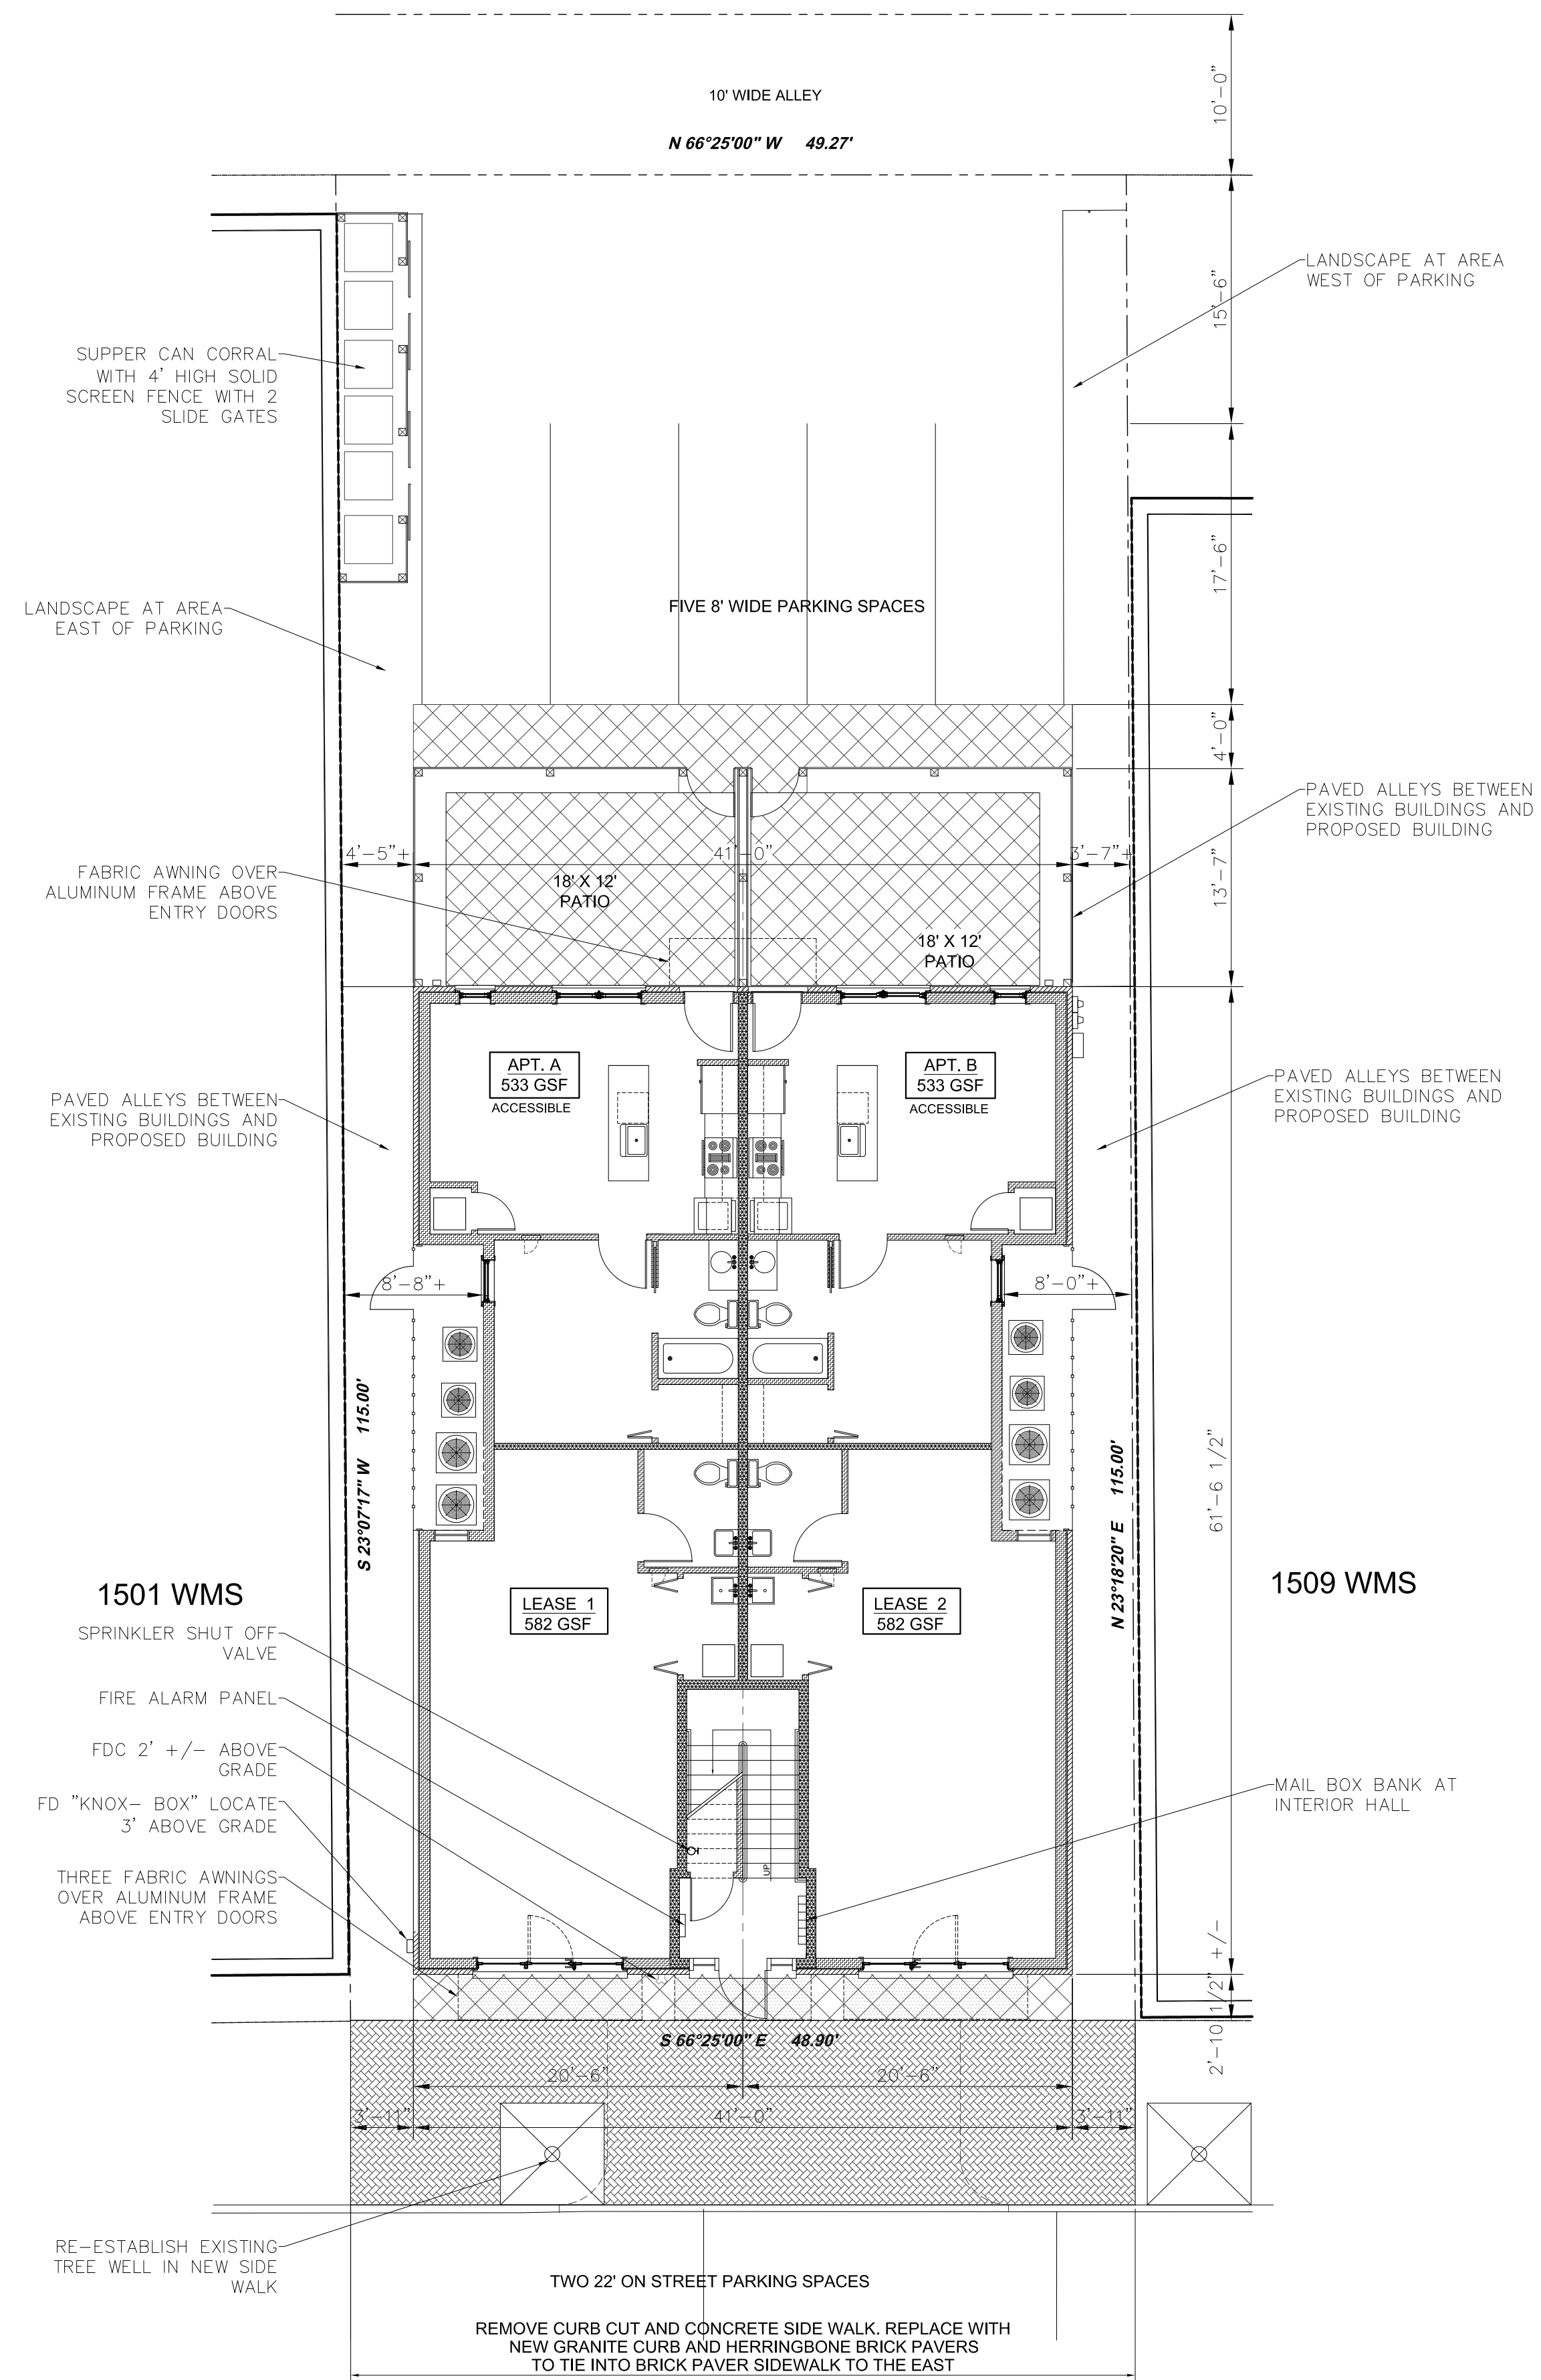 10' WIDE ALLEY
10'-0"
N 66°25'00" W 49.27'
LANDSCAPE AT AREA
WEST OF PARKING
15'-6"
SUPPER CAN CORRAL
WITH 4' HIGH SOLID
SCREEN FENCE WITH 2
SLIDE GATES
17'-6"
LANDSCAPE AT AREA
EAST OF PARKING
FIVE 8' WIDE PARKING SPACES
4'-0"
PAVED ALLEYS BETWEEN
EXISTING BUILDINGS AND
PROPOSED BUILDING
4'-5"+
41'-0"
3'-7"+
13'-7"
FABRIC AWNING OVER
ALUMINUM FRAME ABOVE
ENTRY DOORS
18' X 12'
PATIO
18' X 12'
PATIO
APT. A
533 GSF
ACCESSIBLE
APT. B
533 GSF
ACCESSIBLE
PAVED ALLEYS BETWEEN
EXISTING BUILDINGS AND
PROPOSED BUILDING
PAVED ALLEYS BETWEEN
EXISTING BUILDINGS AND
PROPOSED BUILDING
8'-8"+
8'-0"+
S 23°07'17" W 115.00'
N 23°18'20" E 115.00'
61'-6 1/2"
1501 WMS
1509 WMS
LEASE 1
582 GSF
LEASE 2
582 GSF
SPRINKLER SHUT OFF
VALVE
FIRE ALARM PANEL
FDC 2' +/- ABOVE
GRADE
FD "KNOX- BOX" LOCATE
3' ABOVE GRADE
THREE FABRIC AWNINGS
OVER ALUMINUM FRAME
ABOVE ENTRY DOORS
UP
MAIL BOX BANK AT
INTERIOR HALL
2'-10 1/2" +/-
S 66°25'00" E 48.90'
20'-6"
20'-6"
3'-11"
41'-0"
3'-11"
RE-ESTABLISH EXISTING
TREE WELL IN NEW SIDE
WALK
TWO 22' ON STREET PARKING SPACES
REMOVE CURB CUT AND CONCRETE SIDE WALK. REPLACE WITH
NEW GRANITE CURB AND HERRINGBONE BRICK PAVERS
TO TIE INTO BRICK PAVER SIDEWALK TO THE EAST